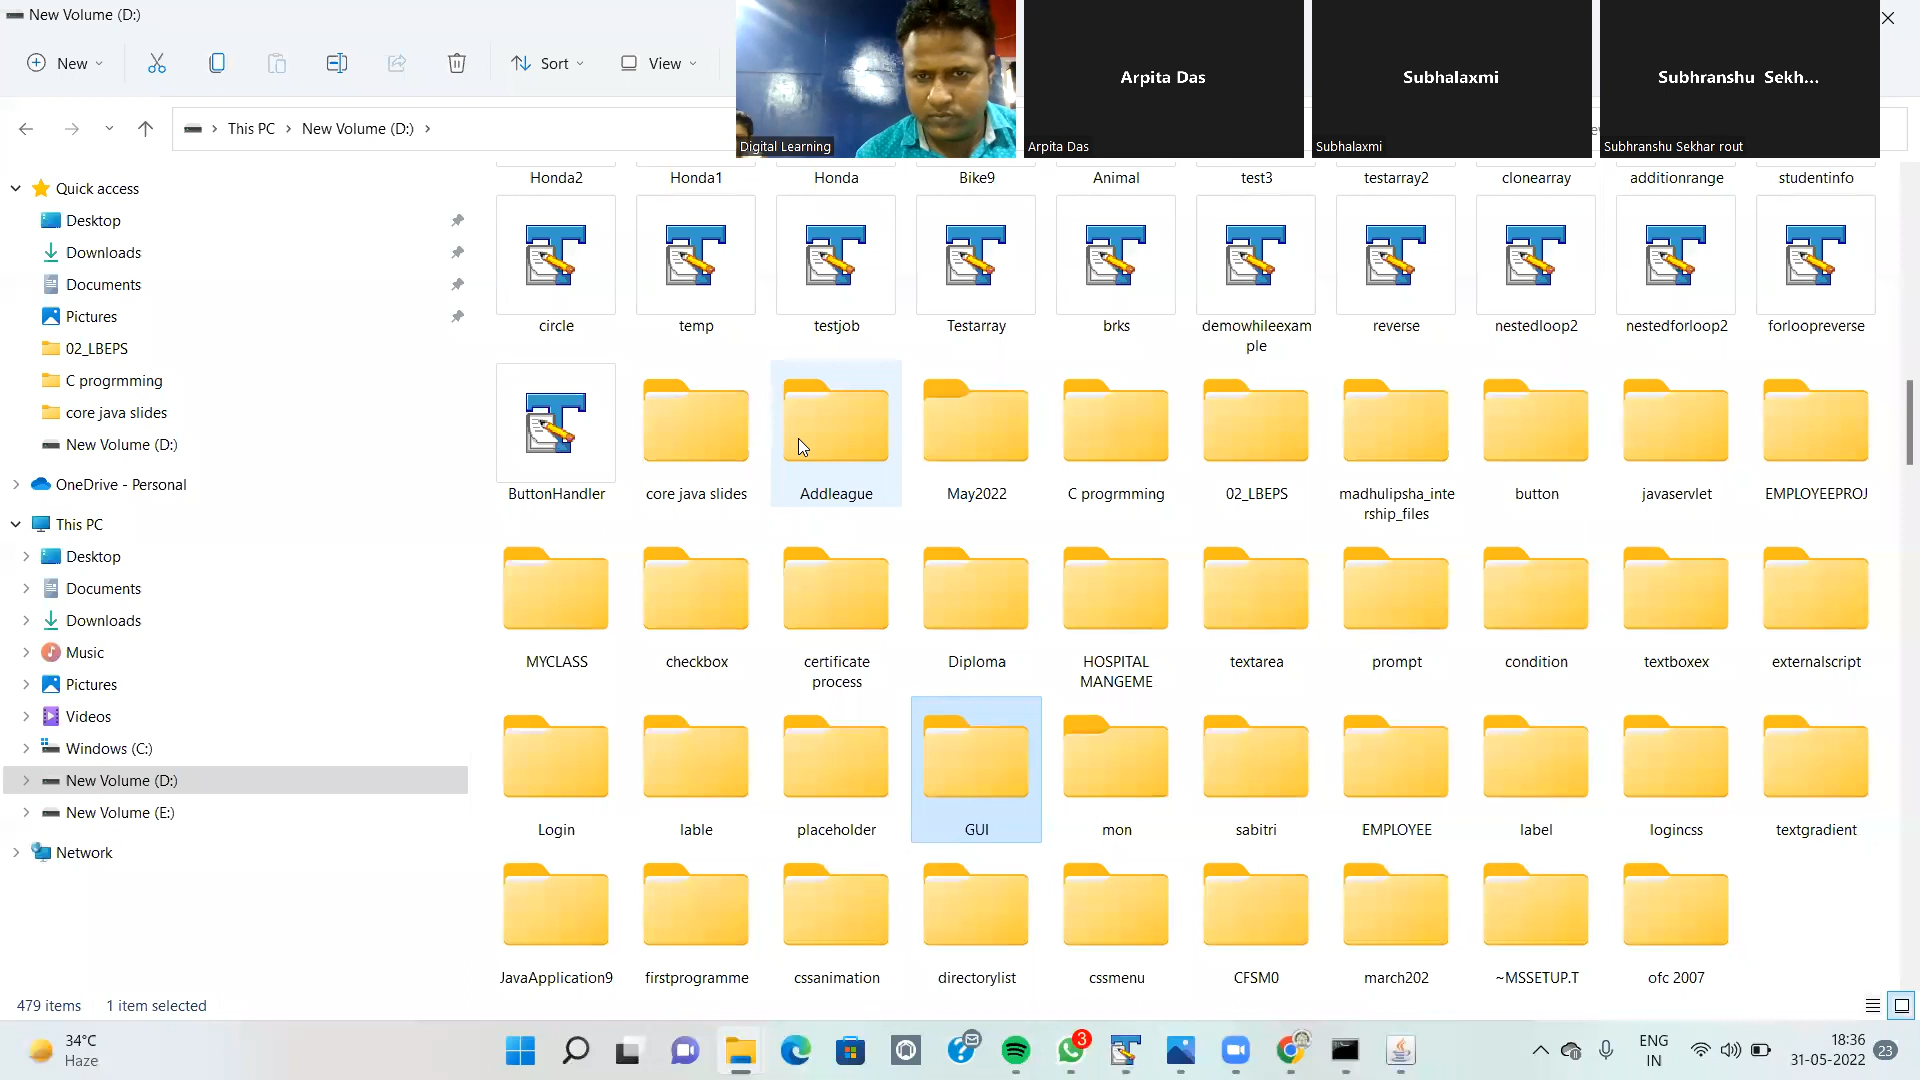 New Volume (D:)
New
Sort
View
Arpita Das
Subhalaxmi
Subhranshu Sekh...
Digital Learning
Arpita Das
Subhalaxmi
Subhranshu Sekhar rout
This PC
New Volume (D:)
Quick access
Desktop
Downloads
Documents
Pictures
02_LBEPS
C progrmming
core java slides
New Volume (D:)
OneDrive - Personal
This PC
Desktop
Documents
Downloads
Music
Pictures
Videos
Windows (C:)
New Volume (D:)
New Volume (E:)
Network
Honda2
Honda1
Honda
Bike9
Animal
test3
testarray2
clonearray
additionrange
studentinfo
circle
temp
testjob
Testarray
brks
demowhileexam
ple
reverse
nestedloop2
nestedforloop2
forloopreverse
ButtonHandler
core java slides
Addleague
May2022
C progrmming
02_LBEPS
madhulipsha_inte
rship_files
button
javaservlet
EMPLOYEEPROJ
MYCLASS
checkbox
certificate
process
Diploma
HOSPITAL
MANGEME
textarea
prompt
condition
textboxex
externalscript
Login
lable
placeholder
GUI
mon
sabitri
EMPLOYEE
label
logincss
textgradient
JavaApplication9
firstprogramme
cssanimation
directorylist
cssmenu
CFSM0
march202
~MSSETUP.T
ofc 2007
479 items
1 item selected
34°C
Haze
3
ENG
IN
18:36
31-05-2022
23